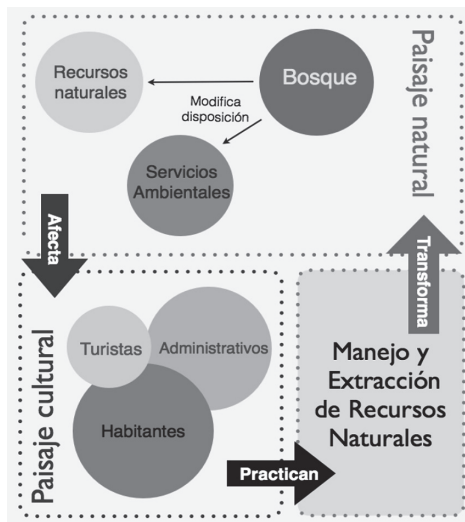 Paisaje natural
Recursos
naturales
Bosque
Modifica
disposición
Servicios
Ambientales
Afecta
Transforma
Paisaje cultural
Turistas
Administrativos
Habitantes
Practican
Manejo y
Extracción
de Recursos
Naturales